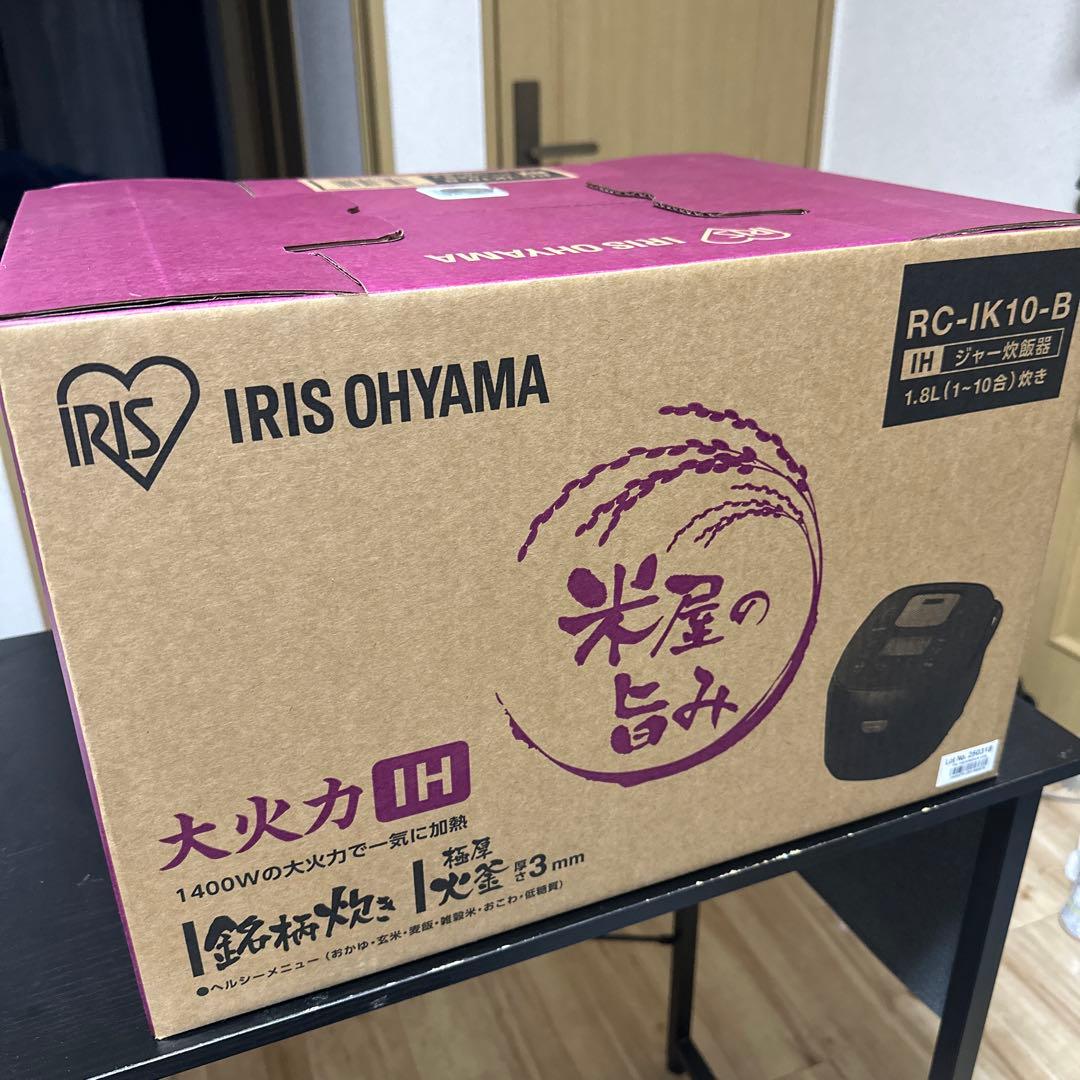 IRIS OHYAMA
IRIS
IRIS
IRIS OHYAMA
RC-IK10-B
IH ジャー炊飯器
1.8L(1~10合)炊き
米屋の
旨み
大火力 IH
1400Wの大火力で一気に加熱
銘柄炊き
極厚
火釜
厚さ3mm
●ヘルシーメニュー(おかゆ・玄米・麦飯・雑穀米・おこわ・低糖質)
Lot No. 250318